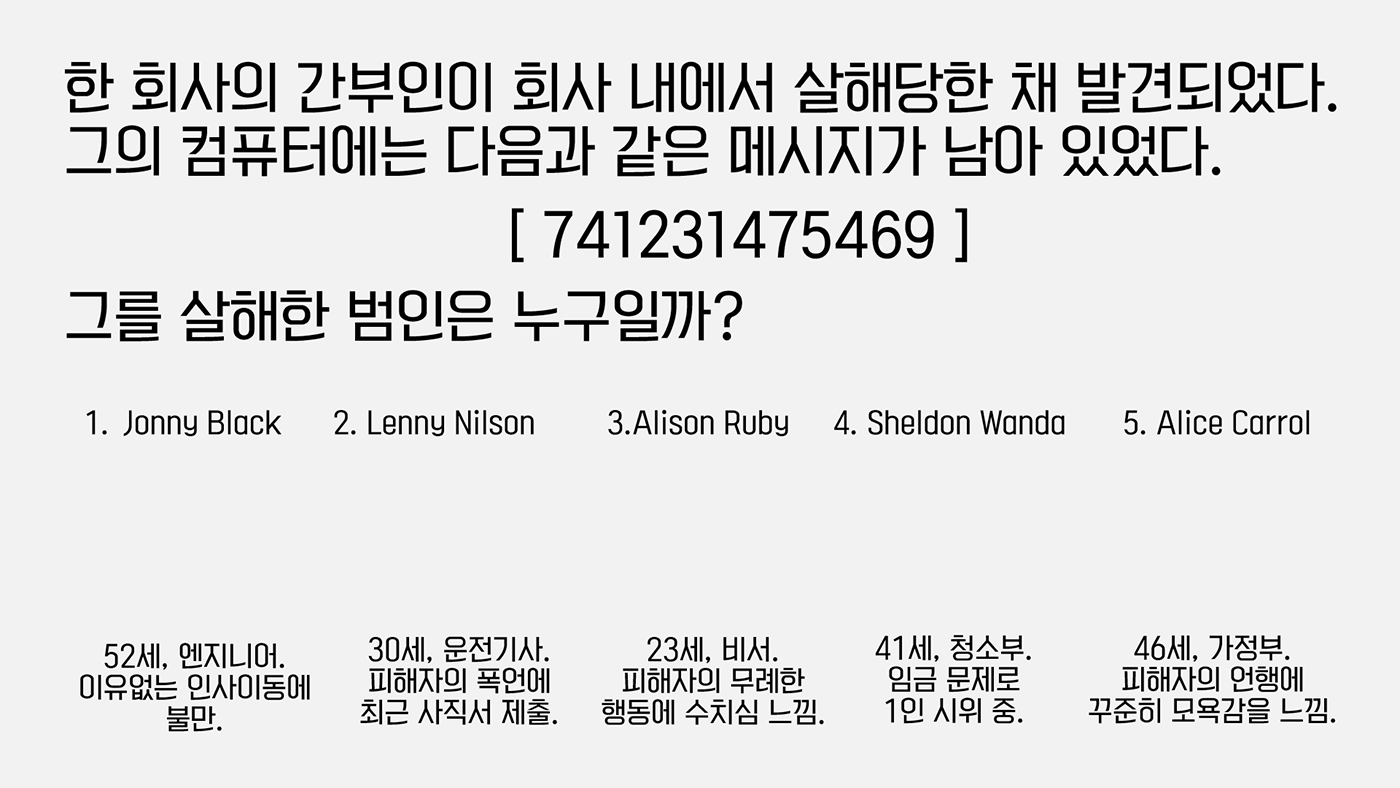 한 회사의 간부인이 회사 내에서 살해당한 채 발견되었다.
그의 컴퓨터에는 다음과 같은 메시지가 남아 있었다.
[ 741231475469 ]
그를 살해한 범인은 누구일까?
1. Jonny Black
2. Lenny Nilson
3.Alison Ruby
4. Sheldon Wanda
5. Alice Carrol
52세, 엔지니어.
이유없는 인사이동에
불만.
30세, 운전기사.
피해자의 폭언에
최근 사직서 제출.
23세, 비서.
피해자의 무례한
행동에 수치심 느낌.
41세, 청소부.
임금 문제로
1인 시위 중.
46세, 가정부.
피해자의 언행에
꾸준히 모욕감을 느낌.